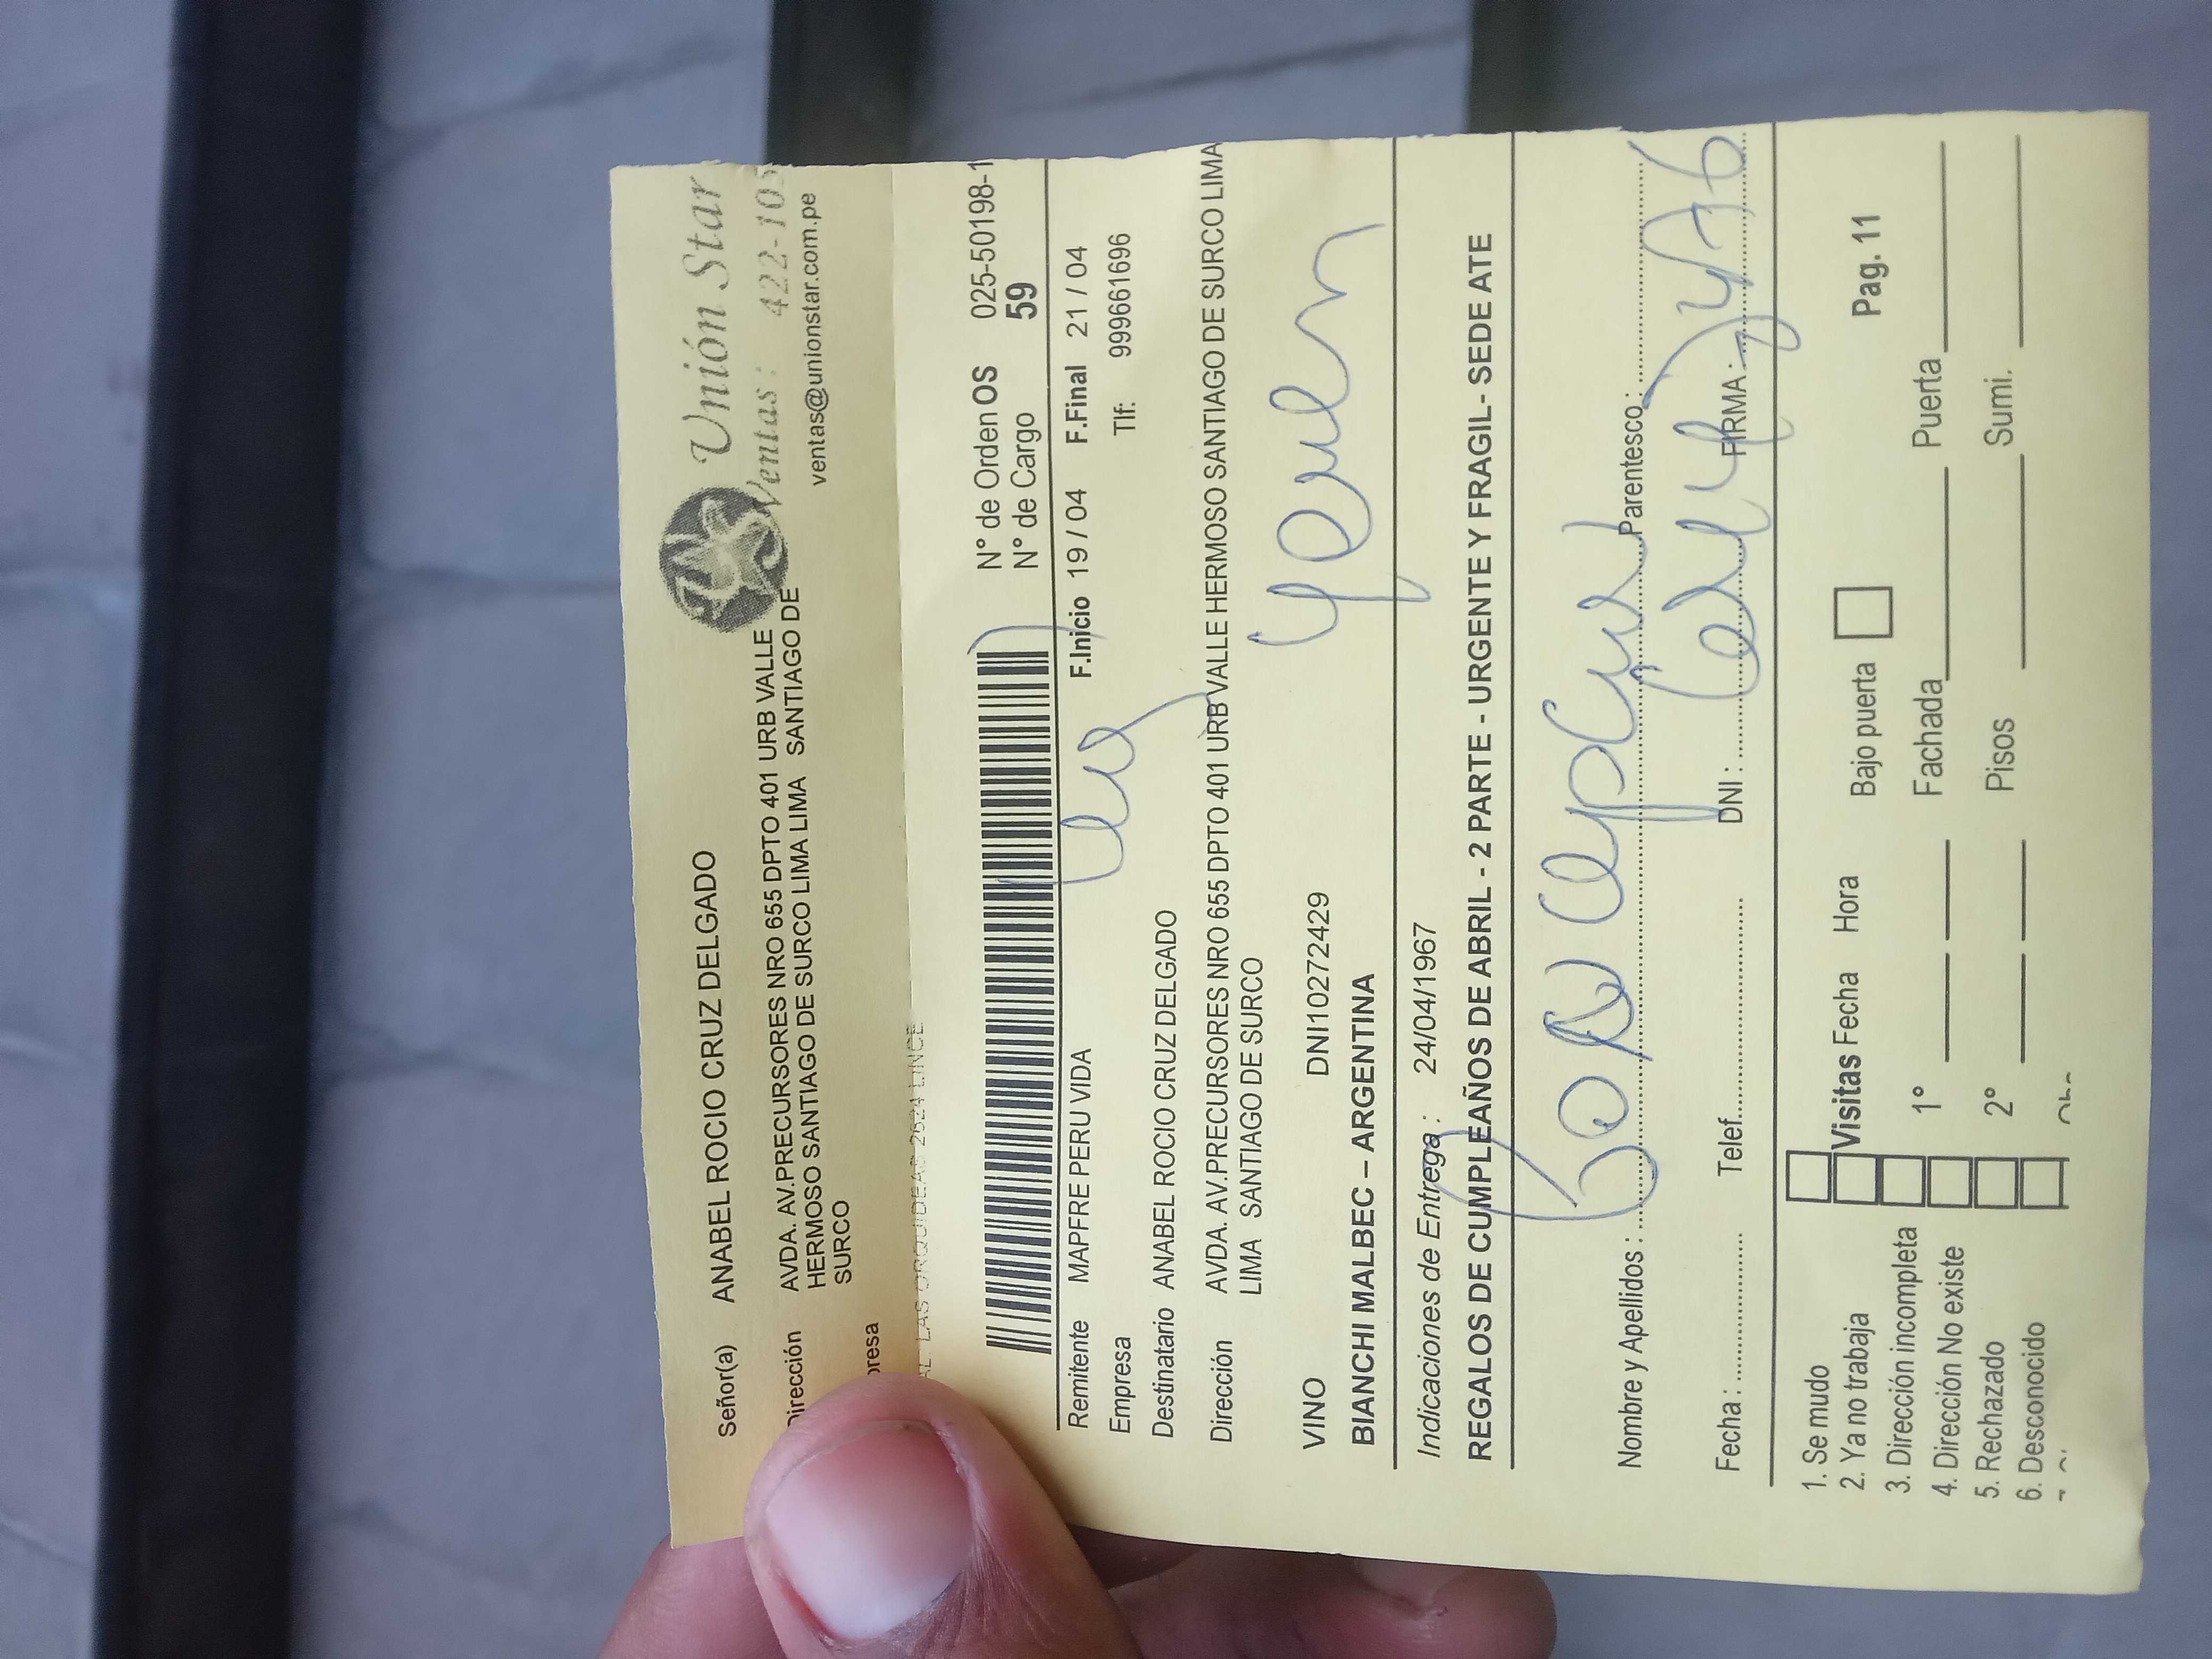 Unión Star
Ventas : 422-10
ventas@unionstar.com.pe
Señor(a) ANABEL ROCIO CRUZ DELGADO
Dirección AVDA. AV.PRECURSORES NRO 655 DPTO 401 URB VALLE
HERMOSO SANTIAGO DE SURCO LIMA LIMA SANTIAGO DE
SURCO
LAS ORQUIDEAS 2624 LINCE
N° de Orden OS 025-50198-1
N° de Cargo 59
Remitente MAPFRE PERU VIDA F.Inicio 19 / 04 F.Final 21 / 04
Empresa Tlf: 999661696
Destinatario ANABEL ROCIO CRUZ DELGADO
Dirección AVDA. AV.PRECURSORES NRO 655 DPTO 401 URB VALLE HERMOSO SANTIAGO DE SURCO LIMA
LIMA SANTIAGO DE SURCO
VINO DNI10272429
BIANCHI MALBEC – ARGENTINA
Indicaciones de Entrega : 24/04/1967
REGALOS DE CUMPLEAÑOS DE ABRIL - 2 PARTE - URGENTE Y FRAGIL- SEDE ATE
Nombre y Apellidos : Parentesco :
Fecha : Telef. DNI : FIRMA :
1. Se mudo
2. Ya no trabaja Visitas Fecha Hora Bajo puerta Pag. 11
3. Dirección incompleta
4. Dirección No existe 1° Fachada Puerta
5. Rechazado
6. Desconocido 2° Pisos Sumi.